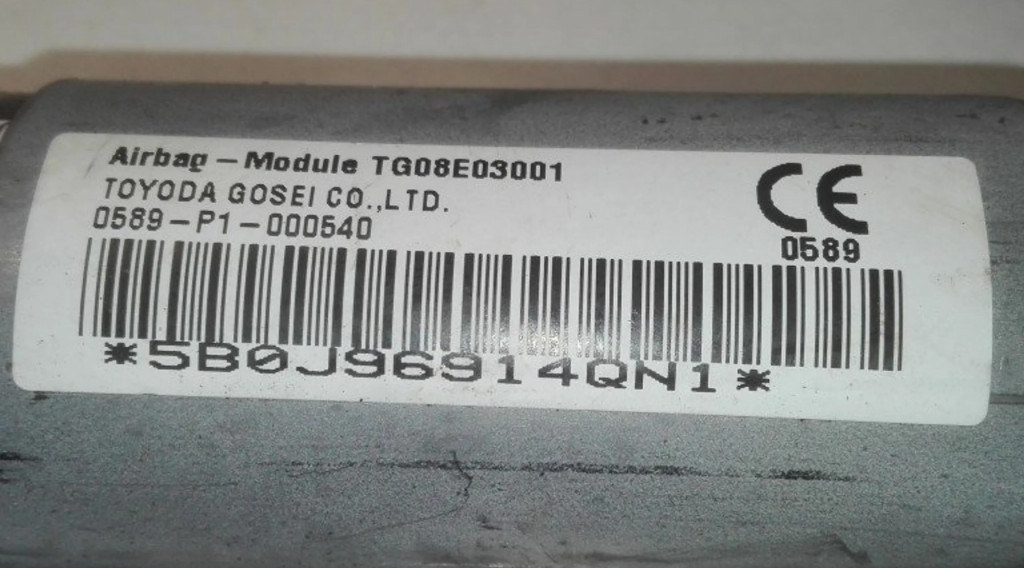 Airbag - Module TG08E03001
TOYODA GOSEI CO.,LTD.
0589-P1-000540
CE
0589
*5B0J96914QN1*